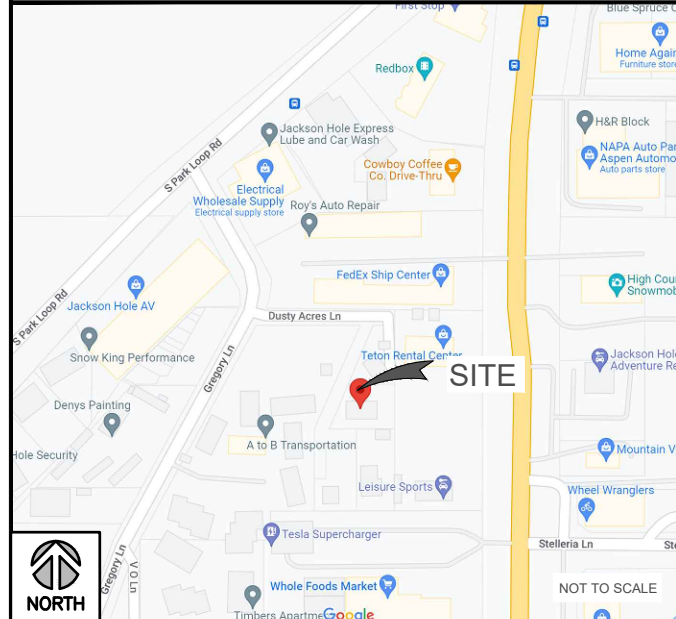 First Stop
Blue Spruce C
Home Again
Furniture store
Redbox
H&R Block
Jackson Hole Express
Lube and Car Wash
NAPA Auto Par
Aspen Automo
Auto parts store
S Park Loop Rd
Cowboy Coffee
Co. Drive-Thru
Electrical
Wholesale Supply
Electrical supply store
Roy's Auto Repair
FedEx Ship Center
High Coun
Snowmob
Jackson Hole AV
S Park Loop Rd
Dusty Acres Ln
Snow King Performance
Gregory Ln
Teton Rental Center
Jackson Hole
Adventure Re
SITE
Denys Painting
A to B Transportation
Hole Security
Mountain V
Leisure Sports
Wheel Wranglers
Tesla Supercharger
Stelleria Ln
Ste
Gregory Ln
V O Ln
Whole Foods Market
NOT TO SCALE
NORTH
Timbers Apartme
Google